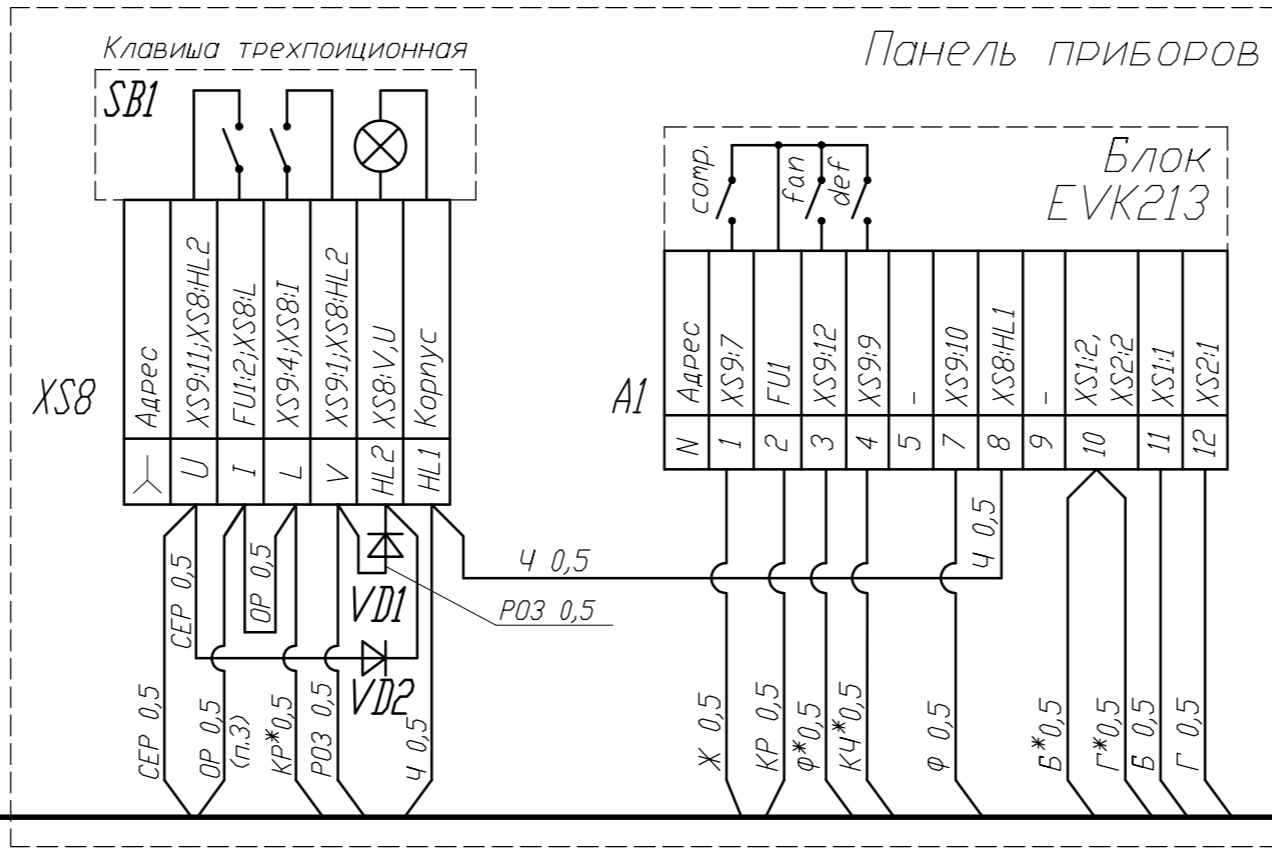 Панель приборов
Клавиша трехпоиционная
SB1
Блок
EVK213
comp.
fan
def
XS8
Адрес
XS9:11;XS8:HL2
FU1:2;XS8:L
XS9:4;XS8:I
XS9:1;XS8:HL2
XS8:V,U
Корпус
U
I
L
V
HL2
HL1
A1
Адрес
XS9:7
FU1
XS9:12
XS9:9
-
XS9:10
XS8:HL1
-
XS1:2,
XS2:2
XS1:1
XS2:1
N
1
2
3
4
5
7
8
9
10
11
12
СЕР 0,5
ОР 0,5
VD1
РОЗ 0,5
VD2
Ч 0,5
Ч 0,5
СЕР 0,5
ОР 0,5
(п.3)
КР*0,5
РОЗ 0,5
Ч 0,5
Ж 0,5
КР 0,5
Ф*0,5
КЧ*0,5
Ф 0,5
Б*0,5
Г*0,5
Б 0,5
Г 0,5